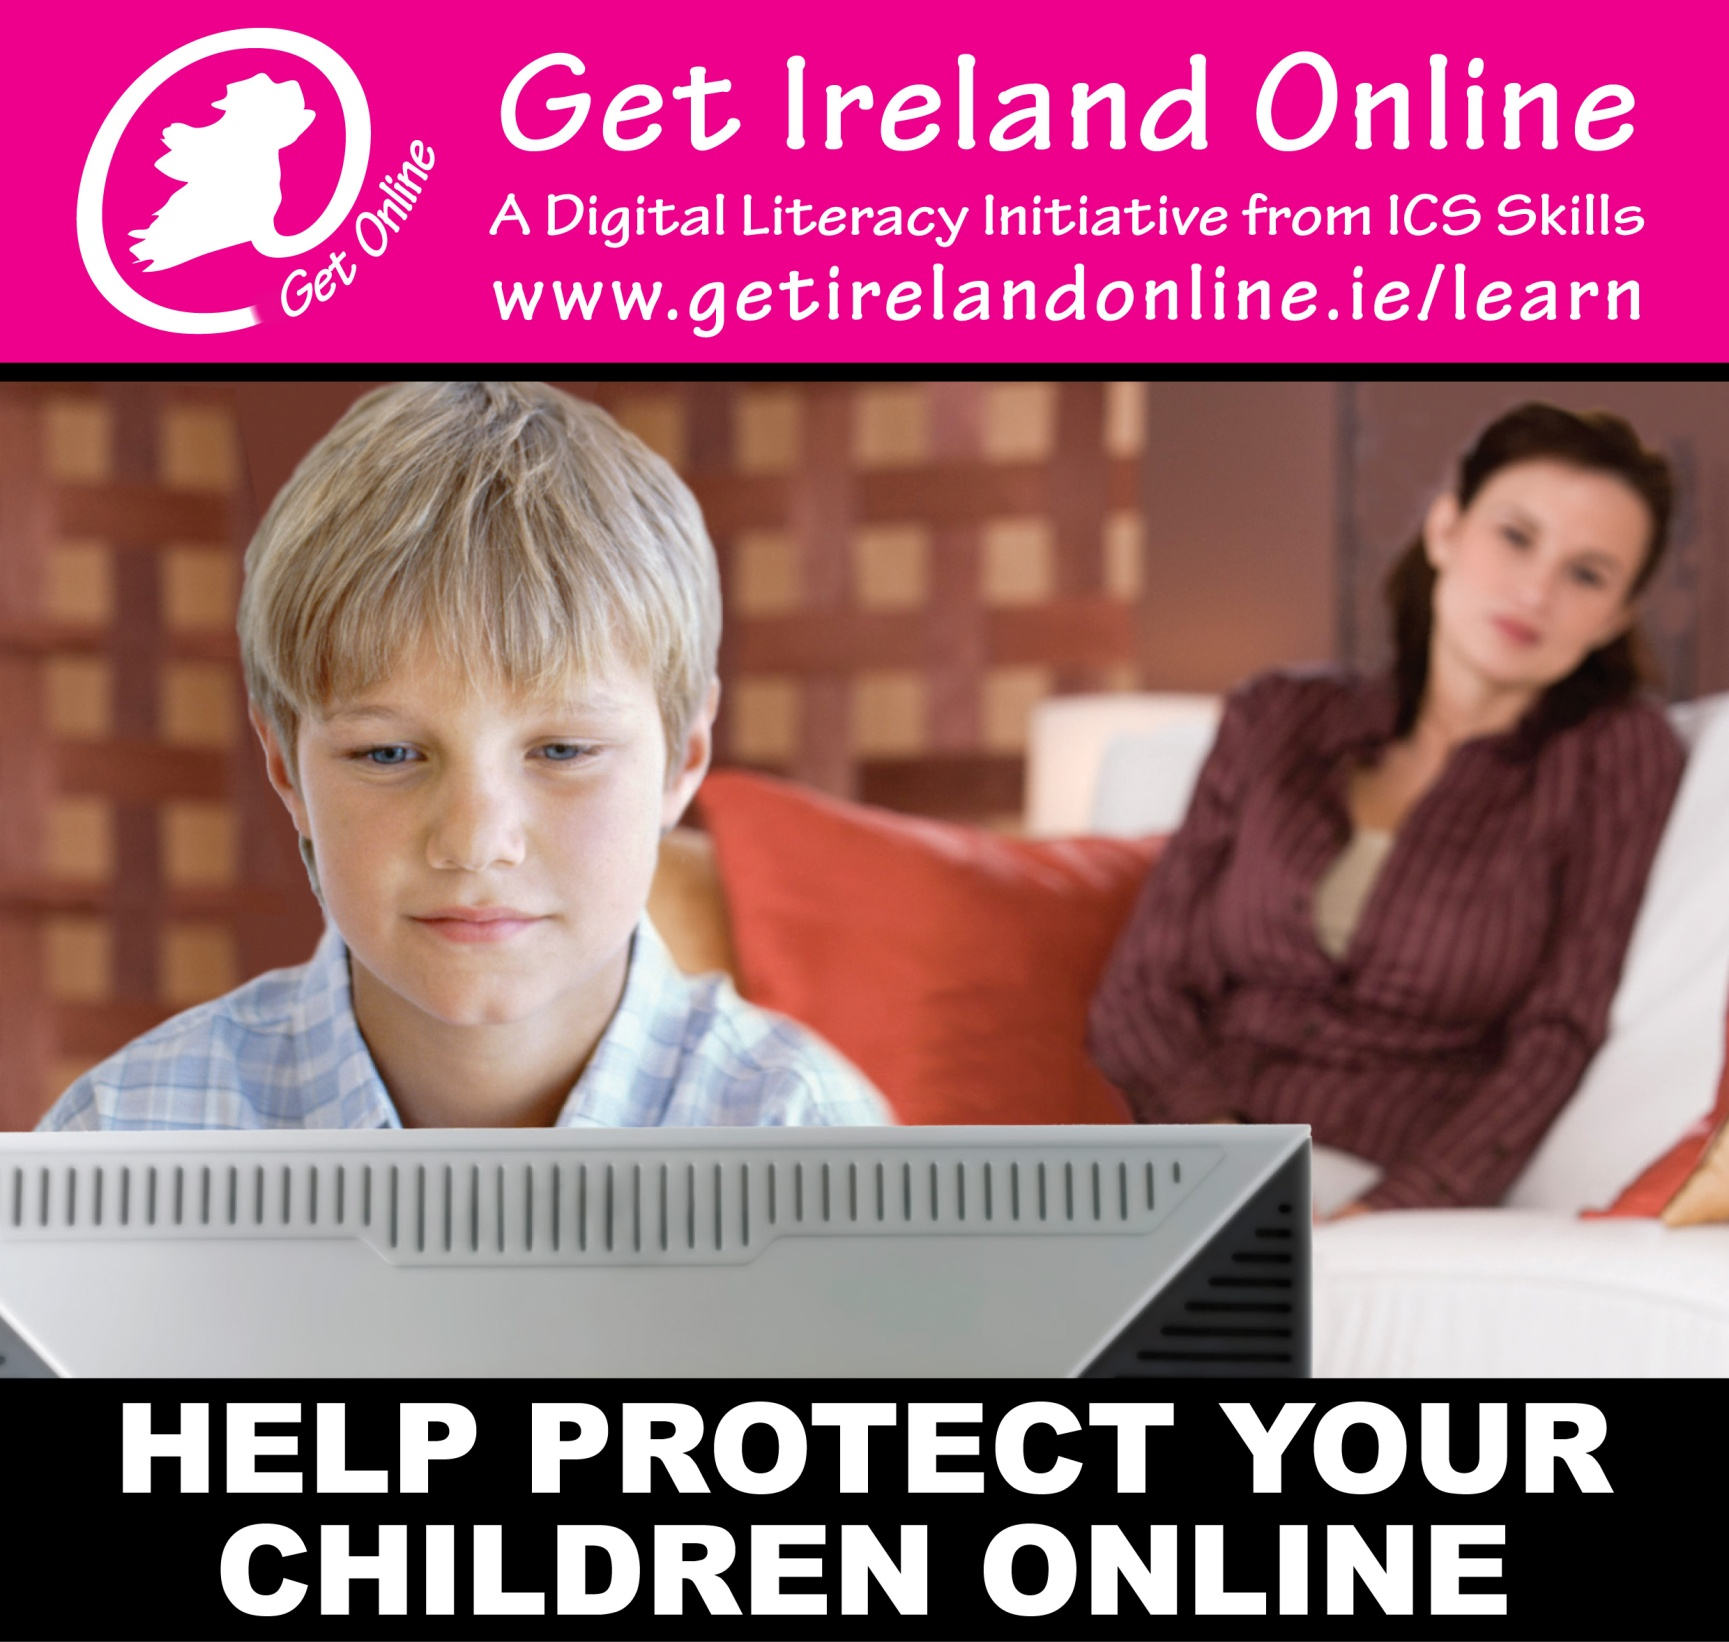 Get Online
Get Ireland Online
A Digital Literacy Initiative from ICS Skills
www.getirelandonline.ie/learn
HELP PROTECT YOUR
CHILDREN ONLINE